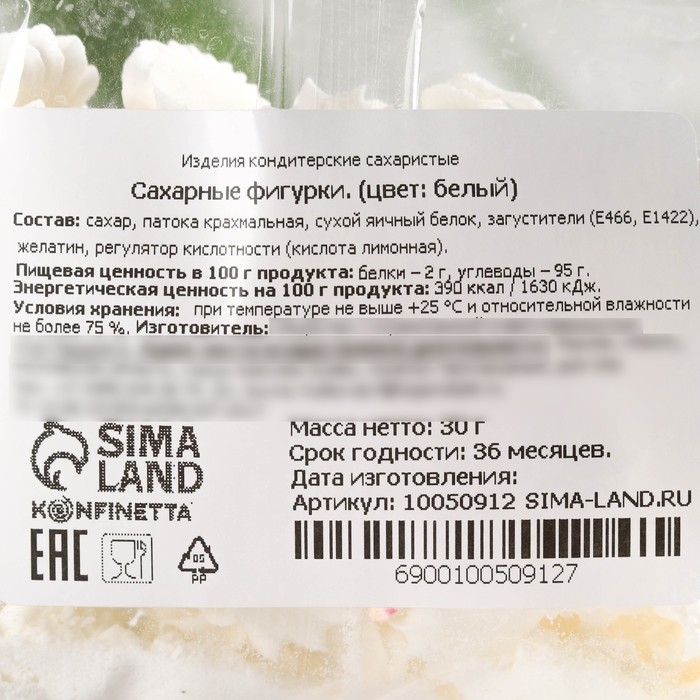 Изделия кондитерские сахаристые
Сахарные фигурки. (цвет: белый)
Состав: сахар, патока крахмальная, сухой яичный белок, загустители (Е466, Е1422),
желатин, регулятор кислотности (кислота лимонная).
Пищевая ценность в 100 г продукта: белки – 2 г, углеводы – 95 г.
Энергетическая ценность на 100 г продукта: 390 ккал / 1630 кДж.
Условия хранения: при температуре не выше +25 °С и относительной влажности
не более 75 %. Изготовитель:
Масса нетто: 30 г
Срок годности: 36 месяцев.
Дата изготовления:
Артикул: 10050912 SIMA-LAND.RU
SIMA
LAND
KONFINETTA
EAC
05
PP
6900100509127